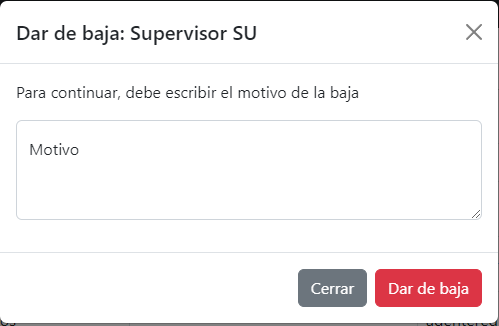 Dar de baja: Supervisor SU
Para continuar, debe escribir el motivo de la baja
Motivo
Cerrar
Dar de baja